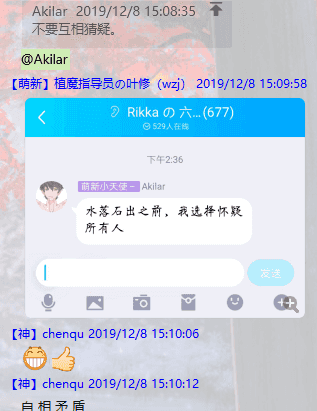 Akilar 2019/12/8 15:08:35
不要互相猜疑。
@Akilar
【萌新】植魔指导员の叶修（wzj） 2019/12/8 15:09:58
Rikka の 六...(677)
529人在线
下午2:36
萌新小天使～ Akilar
水落石出之前，我选择怀疑
所有人
发送
【神】chenqu 2019/12/8 15:10:06
【神】chenqu 2019/12/8 15:10:12
自相矛盾